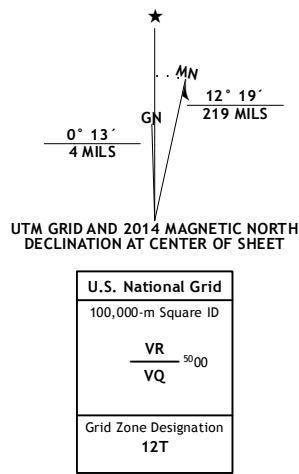 ★
MN
GN
12° 19´
219 MILS
0° 13´
4 MILS
UTM GRID AND 2014 MAGNETIC NORTH
DECLINATION AT CENTER OF SHEET
U.S. National Grid
100,000-m Square ID
VR
5000
VQ
Grid Zone Designation
12T